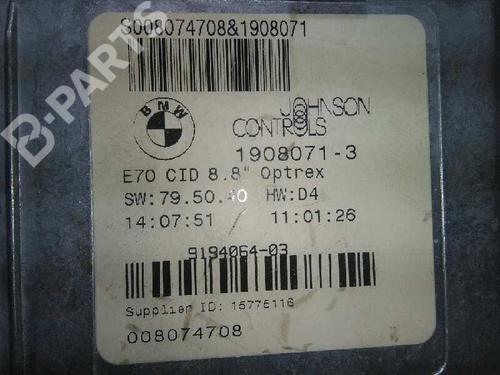 S008074708&1908071
B-PARTS
BMW
JOHNSON
CONTROLS
1908071-3
E70 CID 8.8" Optrex
SW:79.50.40 HW:D4
14:07:51 11:01:26
9194064-03
Supplier ID: 15775116
008074708